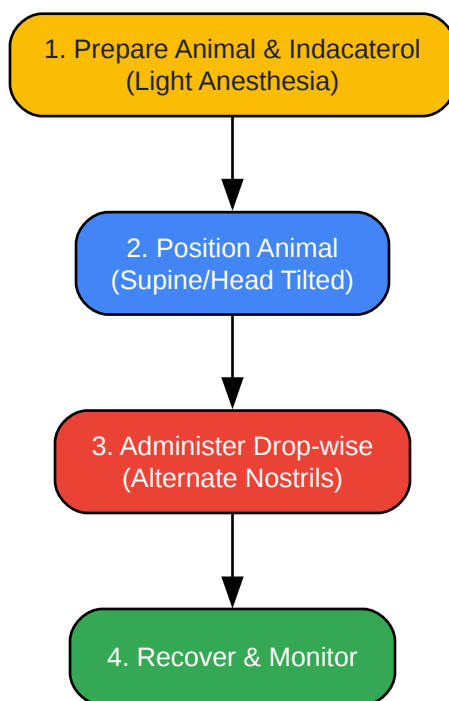 1. Prepare Animal & Indacaterol
(Light Anesthesia)
2. Position Animal
(Supine/Head Tilted)
3. Administer Drop-wise
(Alternate Nostrils)
4. Recover & Monitor